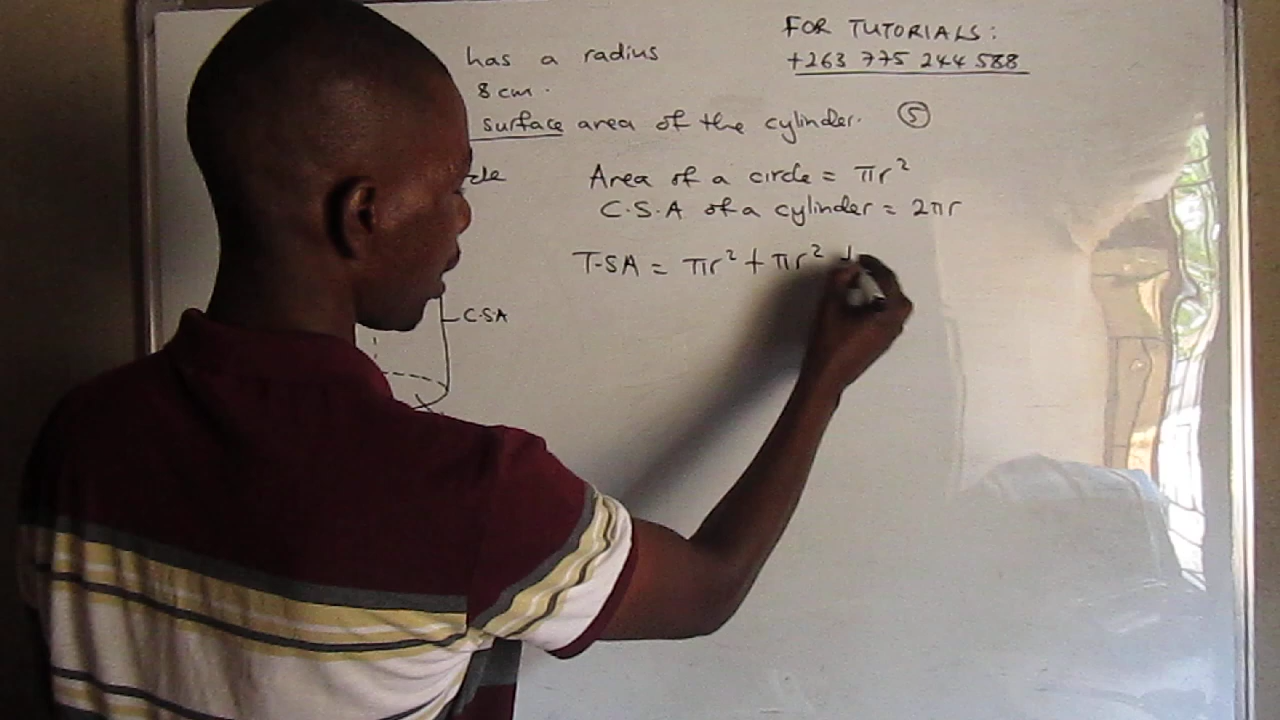 FOR TUTORIALS:
+263 775 244 588
has a radius
8 cm.
surface area of the cylinder. 5
Area of a circle = πr²
C.S.A of a cylinder = 2πr
T.SA = πr² + πr² +
C.S.A